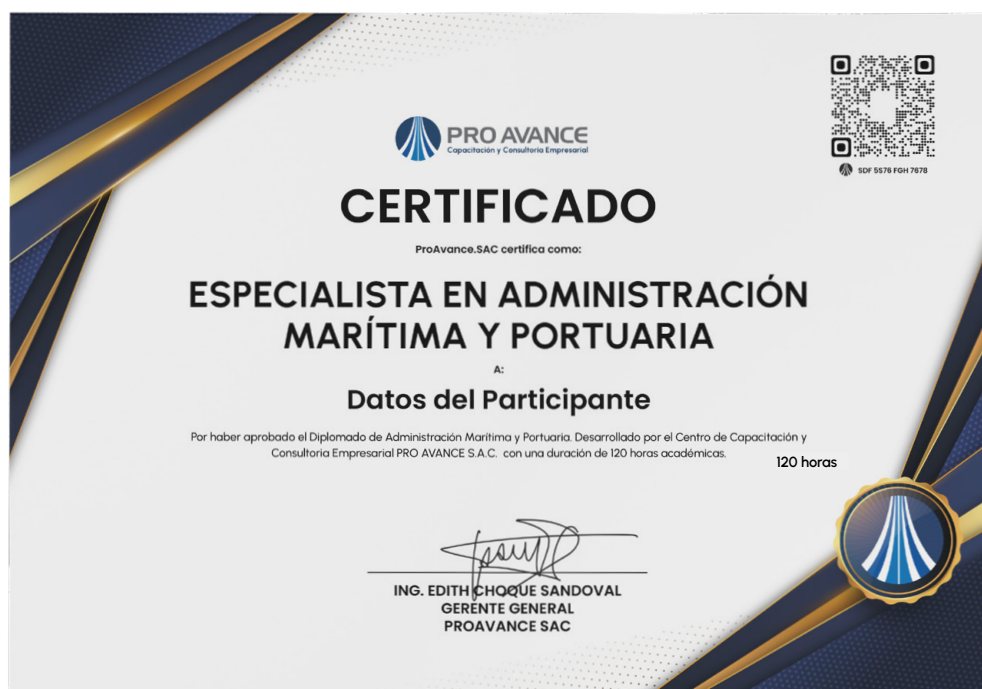 PRO AVANCE
Capacitación y Consultoria Empresarial
SDF 5S76 FGH 7678
CERTIFICADO
ProAvance.SAC certifica como:
ESPECIALISTA EN ADMINISTRACIÓN
MARÍTIMA Y PORTUARIA
A:
Datos del Participante
Por haber aprobado el Diplomado de Administración Marítima y Portuaria. Desarrollado por el Centro de Capacitación y
Consultoria Empresarial PRO AVANCE S.A.C. con una duración de 120 horas académicas.
120 horas
ING. EDITH CHOQUE SANDOVAL
GERENTE GENERAL
PROAVANCE SAC